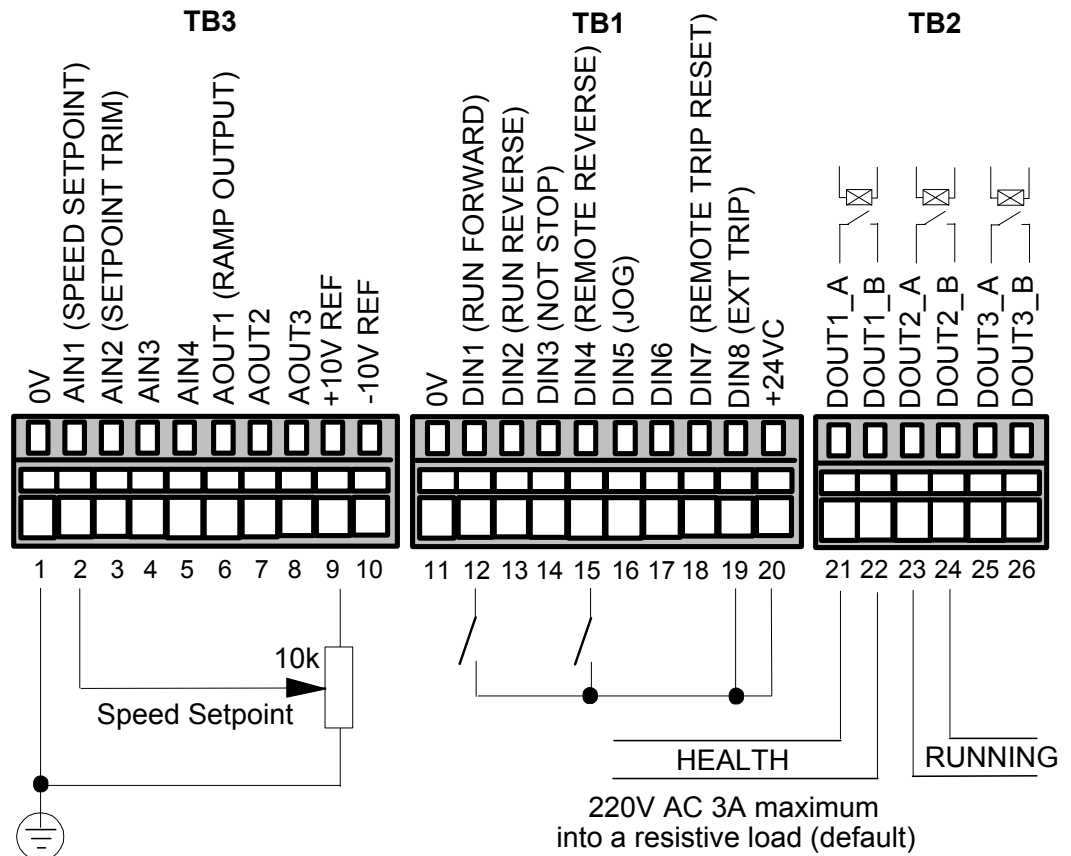 TB3
TB1
TB2
0V
AIN1 (SPEED SETPOINT)
AIN2 (SETPOINT TRIM)
AIN3
AIN4
AOUT1 (RAMP OUTPUT)
AOUT2
AOUT3
+10V REF
-10V REF
0V
DIN1 (RUN FORWARD)
DIN2 (RUN REVERSE)
DIN3 (NOT STOP)
DIN4 (REMOTE REVERSE)
DIN5 (JOG)
DIN6
DIN7 (REMOTE TRIP RESET)
DIN8 (EXT TRIP)
+24VC
DOUT1_A
DOUT1_B
DOUT2_A
DOUT2_B
DOUT3_A
DOUT3_B
1 2 3 4 5 6 7 8 9 10
11 12 13 14 15 16 17 18 19 20
21 22 23 24 25 26
10k
Speed Setpoint
HEALTH
RUNNING
220V AC 3A maximum
into a resistive load (default)